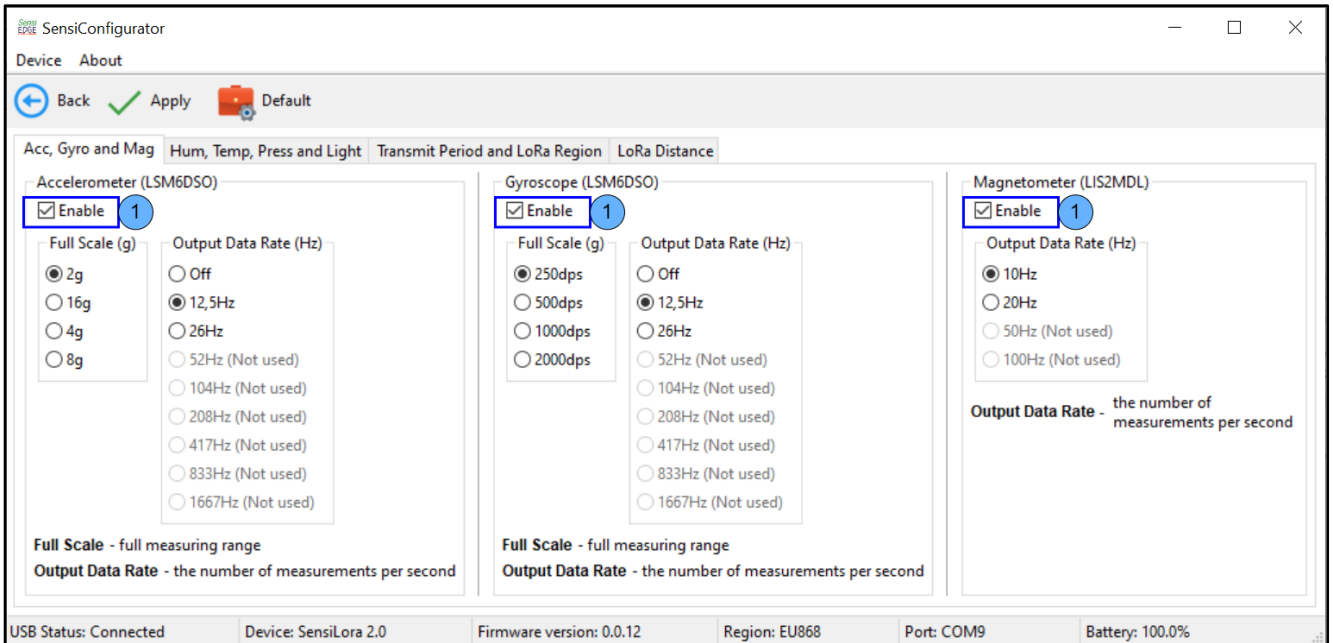 Sensi
EDGE SensiConfigurator
Device About
Back Apply Default
Acc, Gyro and Mag Hum, Temp, Press and Light Transmit Period and LoRa Region LoRa Distance
Accelerometer (LSM6DSO)
Enable 1
Full Scale (g)
2g
16g
4g
8g
Output Data Rate (Hz)
Off
12,5Hz
26Hz
52Hz (Not used)
104Hz (Not used)
208Hz (Not used)
417Hz (Not used)
833Hz (Not used)
1667Hz (Not used)
Full Scale - full measuring range
Output Data Rate - the number of measurements per second
Gyroscope (LSM6DSO)
Enable 1
Full Scale (g)
250dps
500dps
1000dps
2000dps
Output Data Rate (Hz)
Off
12,5Hz
26Hz
52Hz (Not used)
104Hz (Not used)
208Hz (Not used)
417Hz (Not used)
833Hz (Not used)
1667Hz (Not used)
Full Scale - full measuring range
Output Data Rate - the number of measurements per second
Magnetometer (LIS2MDL)
Enable 1
Output Data Rate (Hz)
10Hz
20Hz
50Hz (Not used)
100Hz (Not used)
Output Data Rate - the number of
measurements per second
USB Status: Connected Device: SensiLora 2.0 Firmware version: 0.0.12 Region: EU868 Port: COM9 Battery: 100.0%